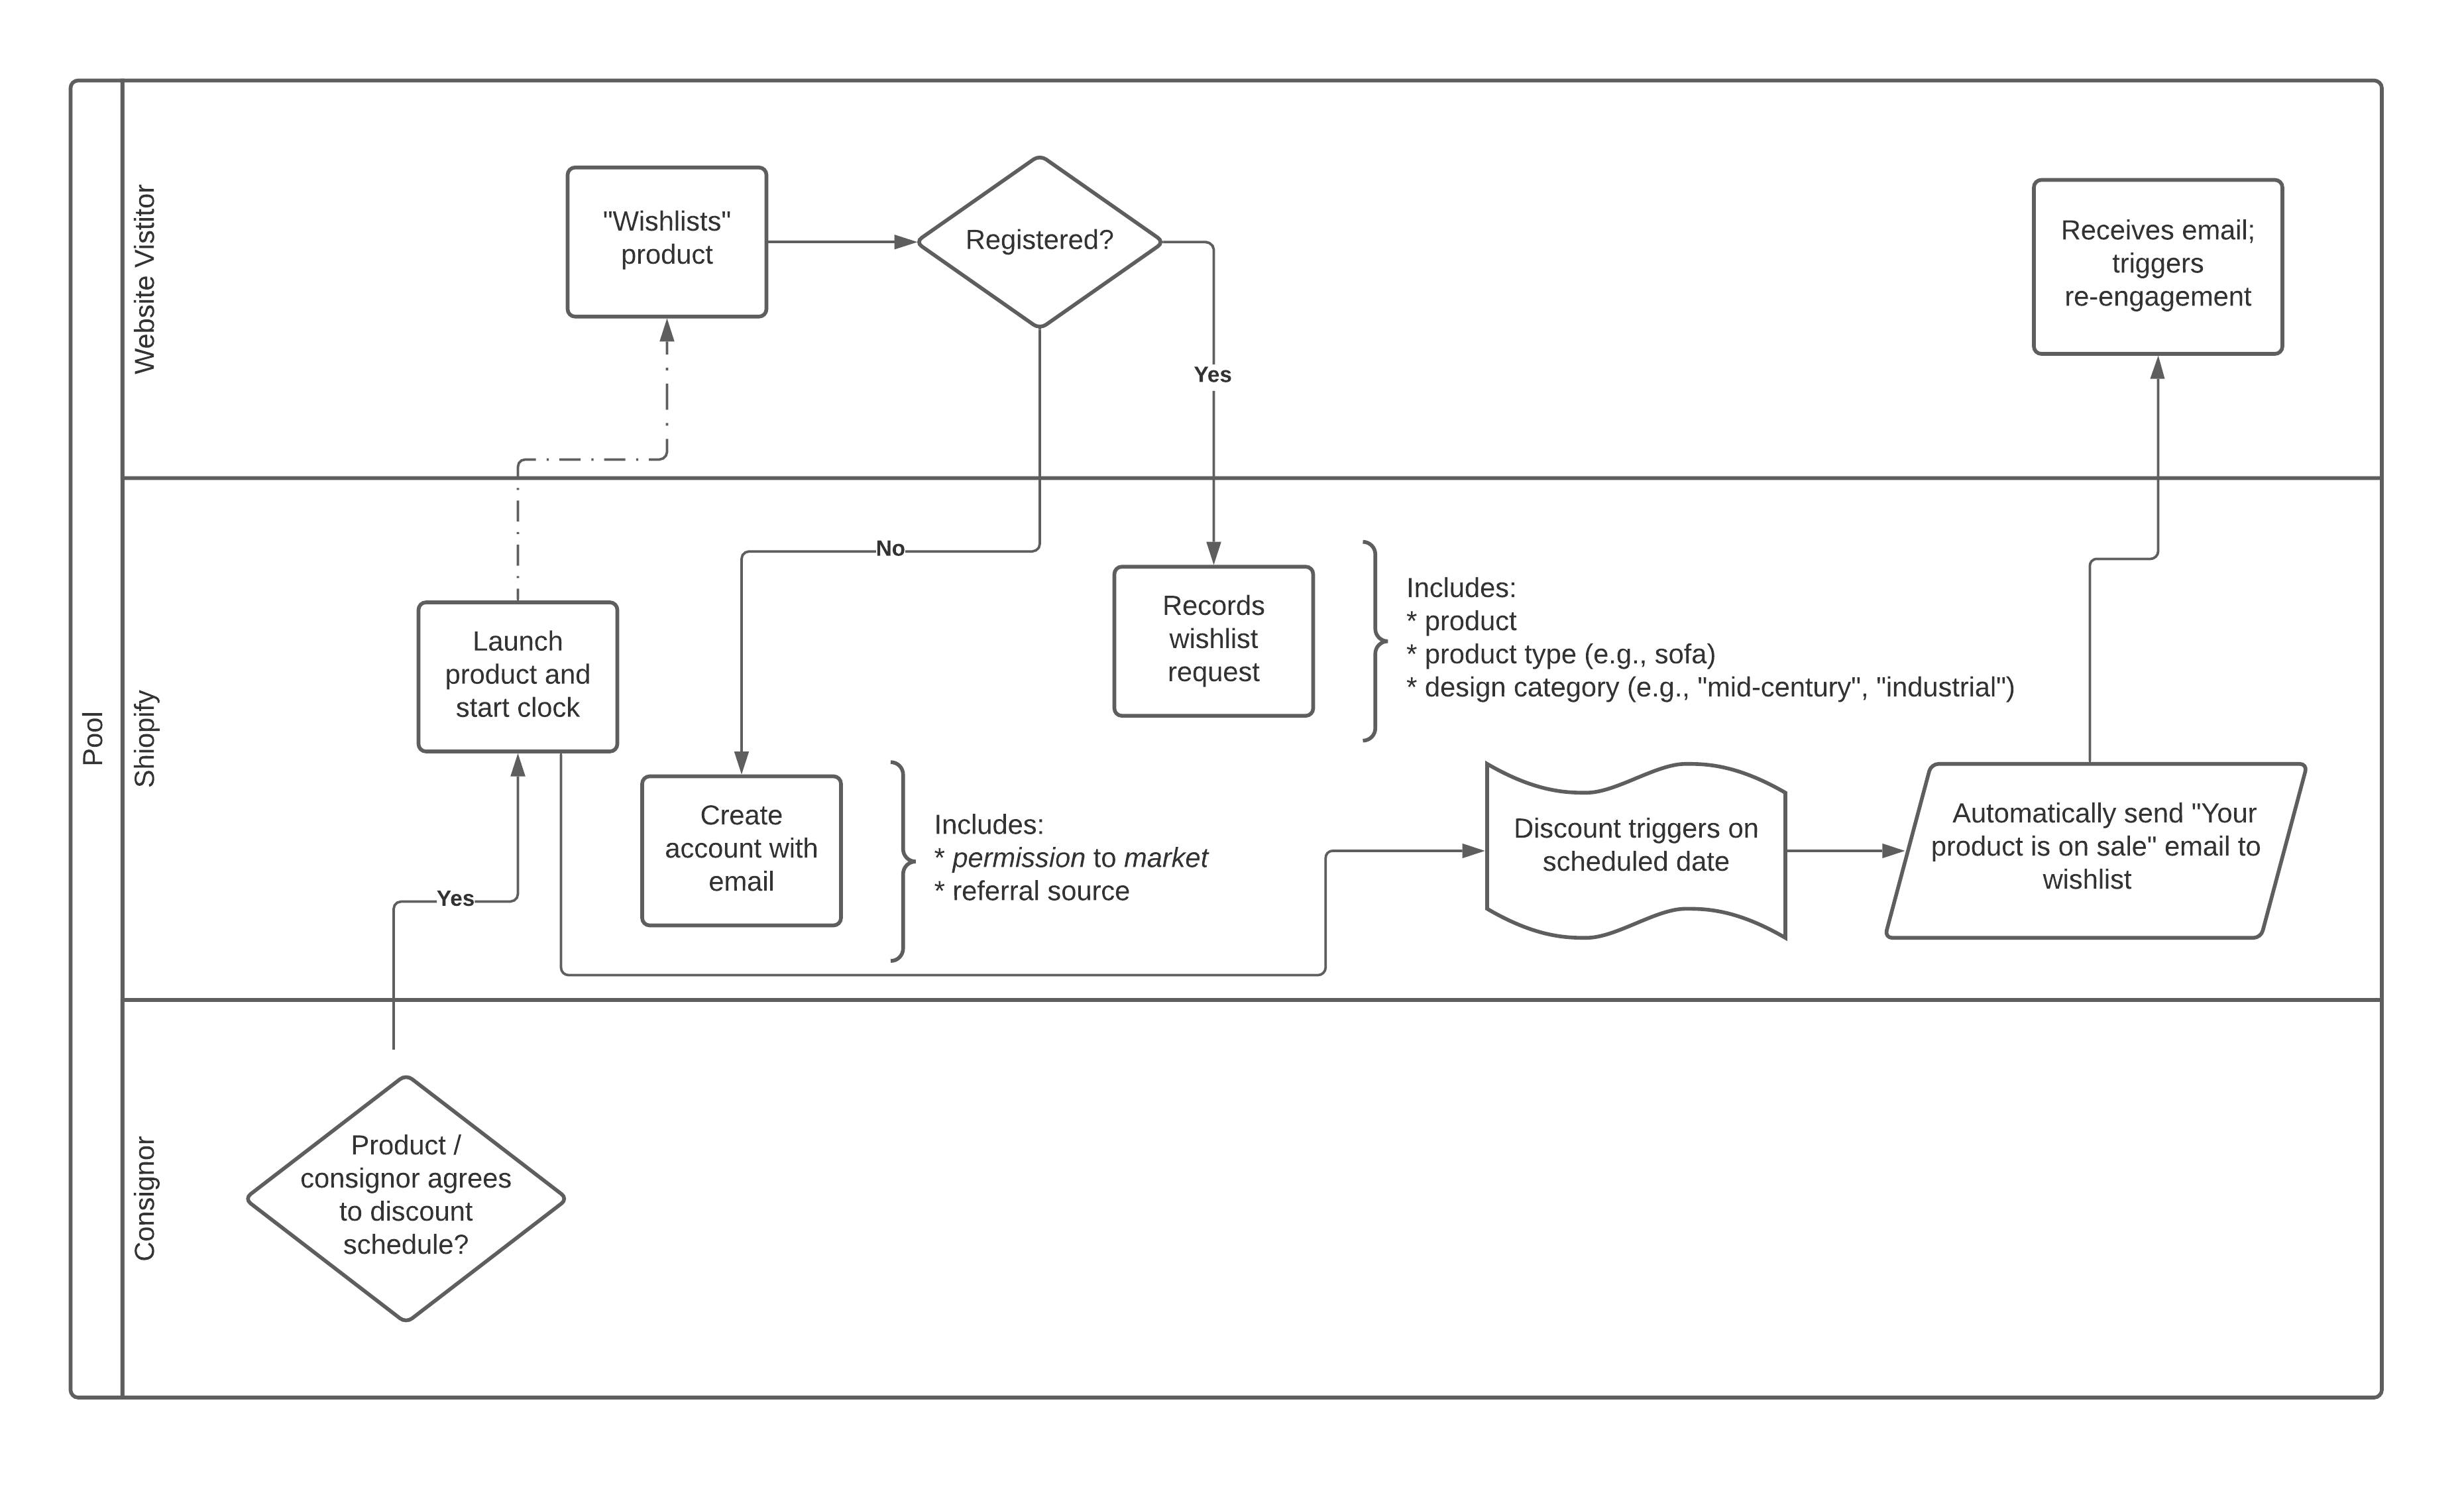 Pool
Website Vistitor
"Wishlists"
product
Registered?
Yes
Receives email;
triggers
re-engagement
Shiopify
No
Launch
product and
start clock
Records
wishlist
request
Includes:
* product
* product type (e.g., sofa)
* design category (e.g., "mid-century", "industrial")
Create
account with
email
Includes:
* permission to market
* referral source
Discount triggers on
scheduled date
Automatically send "Your
product is on sale" email to
wishlist
Yes
Consignor
Product /
consignor agrees
to discount
schedule?